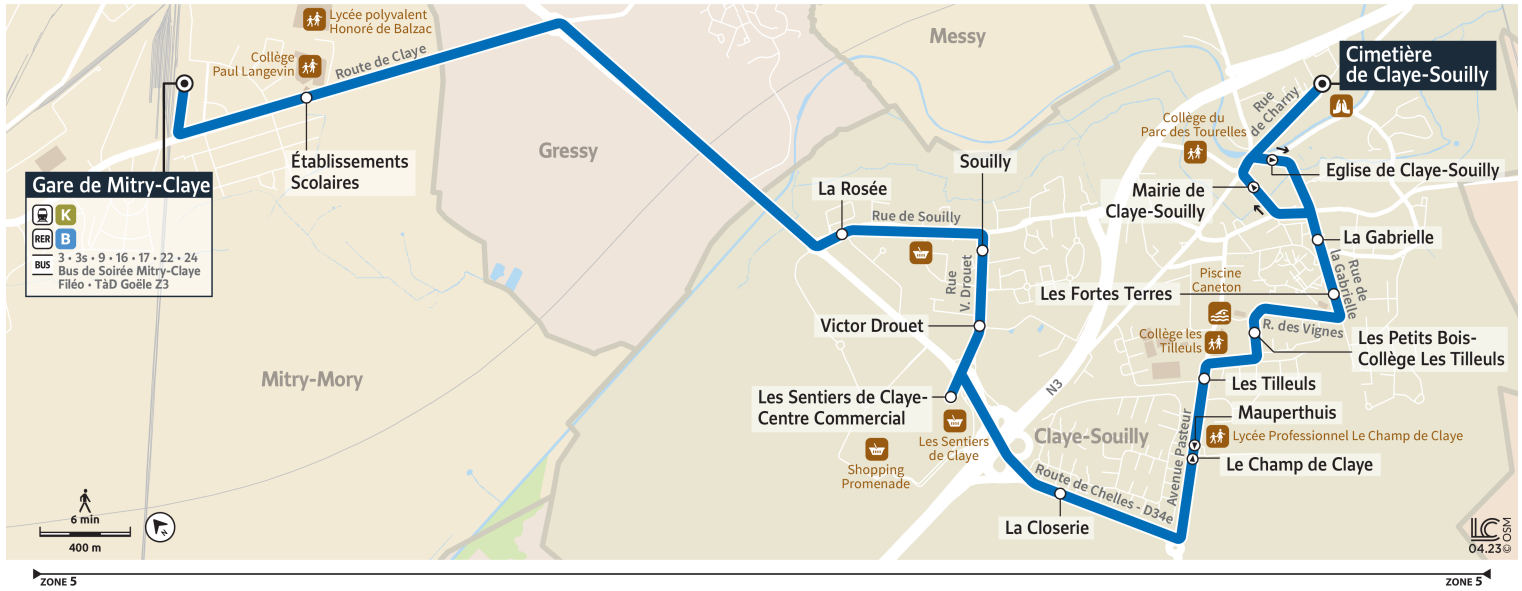 Lycée polyvalent
Honoré de Balzac
Collège
Paul Langevin
Route de Claye
Établissements
Scolaires
Gare de Mitry-Claye
K
RER
B
BUS
3 • 3s • 9 • 16 • 17 • 22 • 24
Bus de Soirée Mitry-Claye
Filéo • TàD Goële Z3
Gressy
Messy
Mitry-Mory
Claye-Souilly
La Rosée
Rue de Souilly
Souilly
Rue
V. Drouet
Victor Drouet
Les Sentiers de Claye-
Centre Commercial
Les Sentiers
de Claye
Shopping
Promenade
N3
La Closerie
Route de Chelles - D34e
Avenue Pasteur
Le Champ de Claye
Lycée Professionnel Le Champ de Claye
Mauperthuis
Les Tilleuls
Les Petits Bois-
Collège Les Tilleuls
R. des Vignes
Piscine
Caneton
Collège les
Tilleuls
Les Fortes Terres
Rue de
la Gabrielle
La Gabrielle
Mairie de
Claye-Souilly
Eglise de Claye-Souilly
Collège du
Parc des Tourelles
Rue
de Charny
Cimetière
de Claye-Souilly
6 min
400 m
N
LC
04.23 © OSM
ZONE 5
ZONE 5